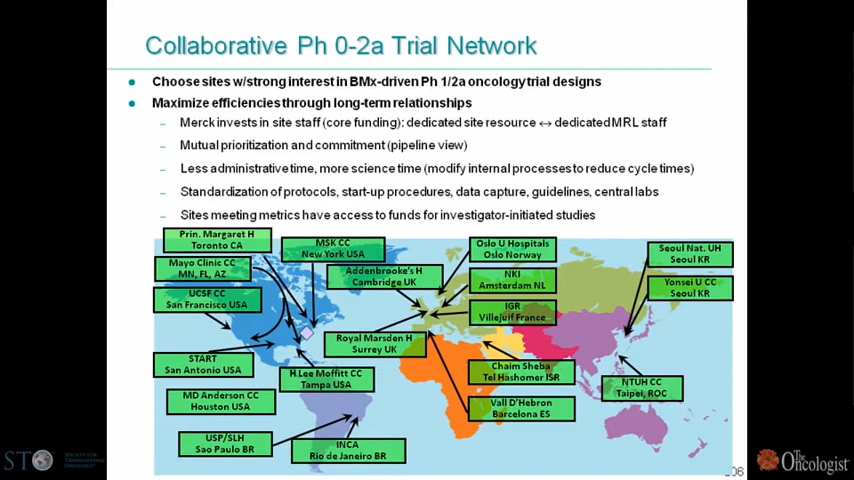 Collaborative Ph 0-2a Trial Network
Choose sites w/strong interest in BMx-driven Ph 1/2a oncology trial designs
Maximize efficiencies through long-term relationships
Merck invests in site staff (core funding): dedicated site resource ↔ dedicated MRL staff
Mutual prioritization and commitment (pipeline view)
Less administrative time, more science time (modify internal processes to reduce cycle times)
Standardization of protocols, start-up procedures, data capture, guidelines, central labs
Sites meeting metrics have access to funds for investigator-initiated studies
Prin. Margaret H
Toronto CA
MSK CC
New York USA
Oslo U Hospitals
Oslo Norway
Seoul Nat. UH
Seoul KR
Mayo Clinic CC
MN, FL, AZ
Addenbrooke's H
Cambridge UK
NKI
Amsterdam NL
Yonsei U CC
Seoul KR
UCSF CC
San Francisco USA
IGR
Villejuif France
Royal Marsden H
Surrey UK
START
San Antonio USA
H.Lee Moffitt CC
Tampa USA
Chaim Sheba
Tel Hashomer ISR
NTUH CC
Taipei, ROC
MD Anderson CC
Houston USA
Vall D'Hebron
Barcelona ES
USP/SLH
Sao Paulo BR
INCA
Rio de Janeiro BR
06
STO
SOCIETY FOR
TRANSLATIONAL
ONCOLOGY
The
Oncologist